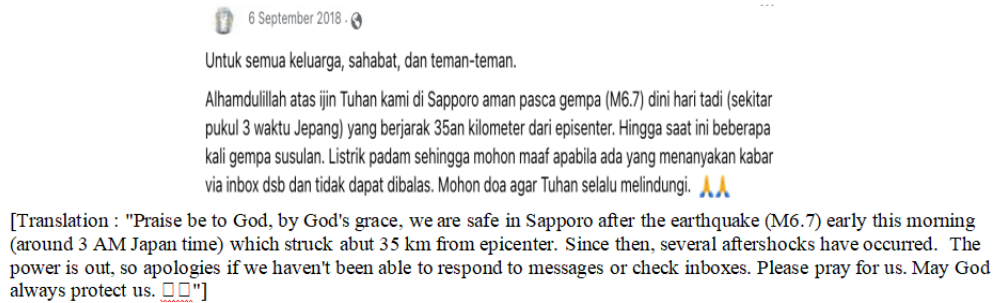 6 September 2018 ·
Untuk semua keluarga, sahabat, dan teman-teman.
Alhamdulillah atas ijin Tuhan kami di Sapporo aman pasca gempa (M6.7) dini hari tadi (sekitar
pukul 3 waktu Jepang) yang berjarak 35an kilometer dari episenter. Hingga saat ini beberapa
kali gempa susulan. Listrik padam sehingga mohon maaf apabila ada yang menanyakan kabar
via inbox dsb dan tidak dapat dibalas. Mohon doa agar Tuhan selalu melindungi. 🙏🙏
[Translation : "Praise be to God, by God's grace, we are safe in Sapporo after the earthquake (M6.7) early this morning
(around 3 AM Japan time) which struck abut 35 km from epicenter. Since then, several aftershocks have occurred. The
power is out, so apologies if we haven't been able to respond to messages or check inboxes. Please pray for us. May God
always protect us. □□"]